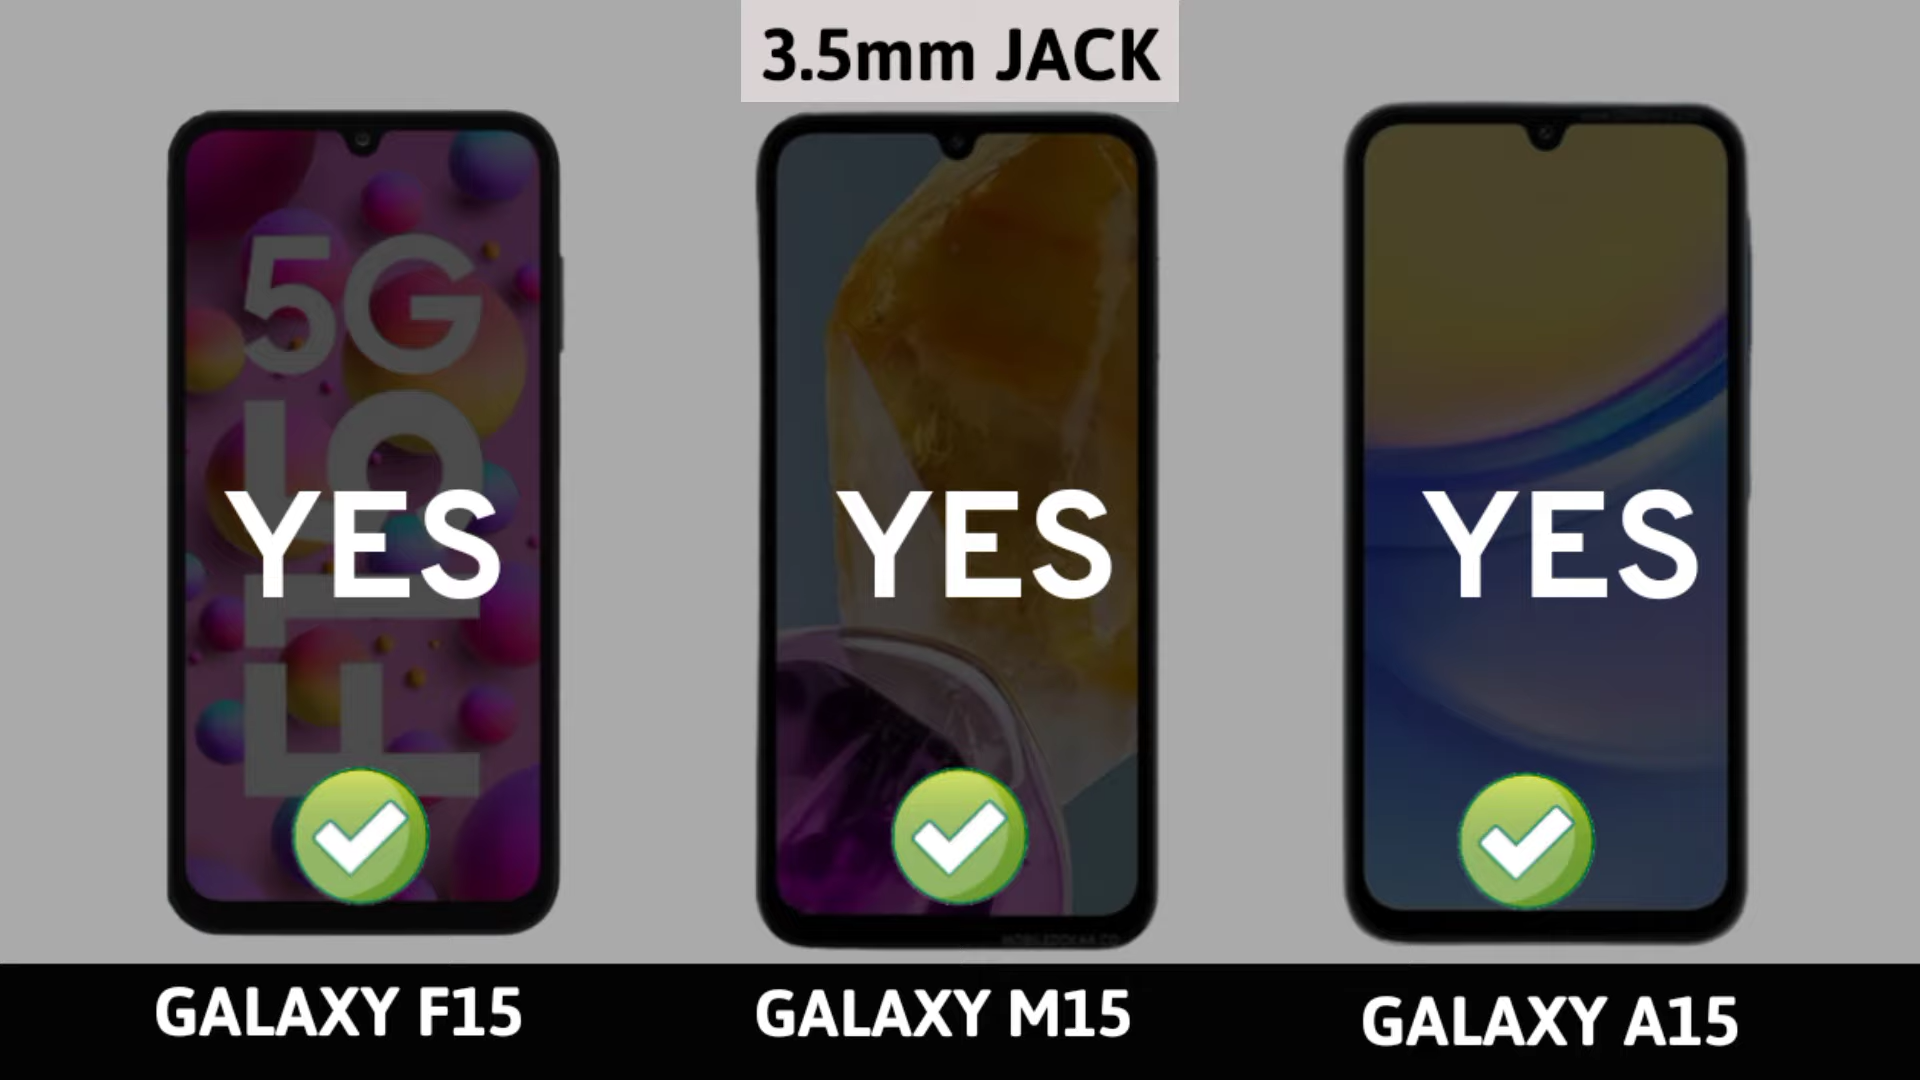 3.5mm JACK
5G
F15
YES
YES
YES
GALAXY F15
GALAXY M15
GALAXY A15